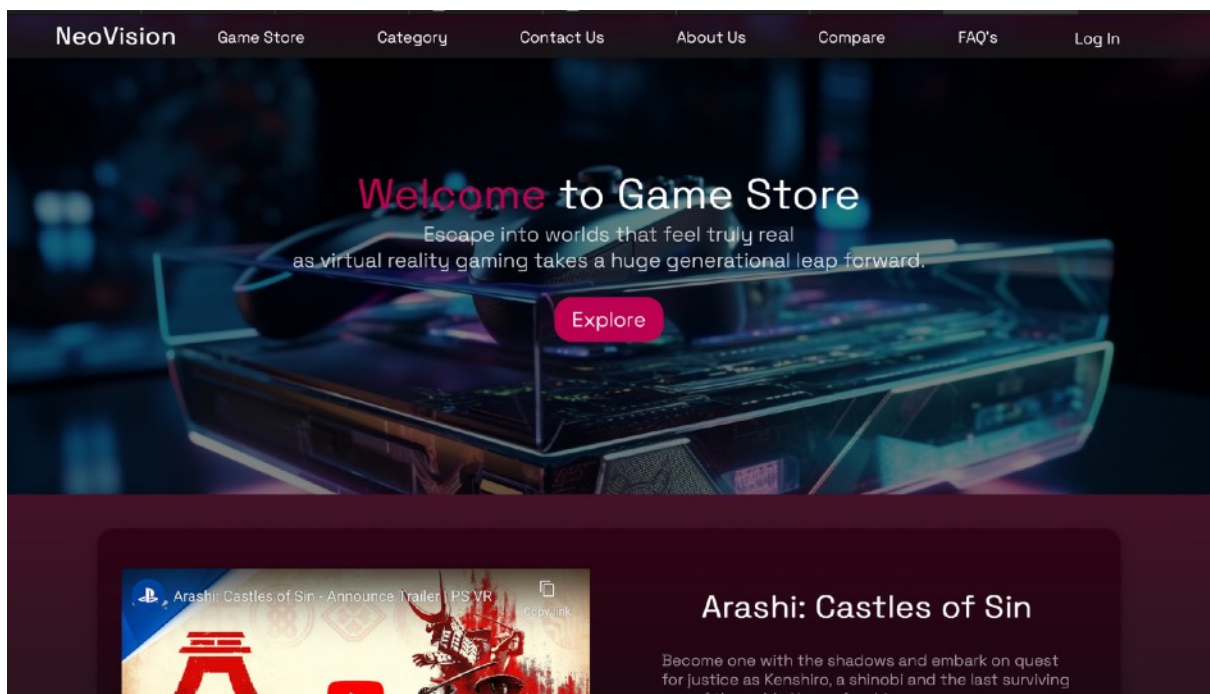 NeoVision Game Store Category Contact Us About Us Compare FAQ's Log In
Welcome to Game Store
Escape into worlds that feel truly real
as virtual reality gaming takes a huge generational leap forward.
Explore
Arashi: Castles of Sin - Announce Trailer | PS VR
Copy link
Arashi: Castles of Sin
Become one with the shadows and embark on quest
for justice as Kenshiro, a shinobi and the last surviving